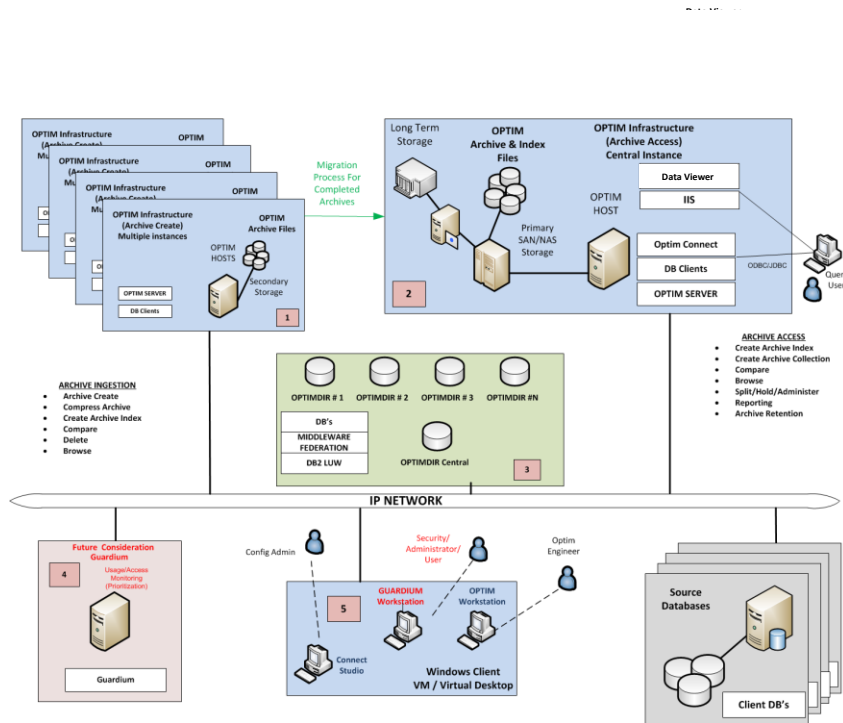 OPTIM Infrastructure
(Archive Create)
OPTIM
OPTIM Infrastructure
(Archive Create)
OPTIM
OPTIM Infrastructure
(Archive Create)
OPTIM
OPTIM Infrastructure
(Archive Create)
Multiple instances
OPTIM
Archive Files
OPTIM
HOSTS
Secondary
Storage
OPTIM SERVER
DB Clients
1
Migration
Process For
Completed
Archives
Long Term
Storage
OPTIM
Archive & Index
Files
OPTIM Infrastructure
(Archive Access)
Central Instance
Primary
SAN/NAS
Storage
OPTIM
HOST
Data Viewer
IIS
Optim Connect
DB Clients
OPTIM SERVER
2
ODBC/JDBC
ARCHIVE INGESTION
• Archive Create
• Compress Archive
• Create Archive Index
• Compare
• Delete
• Browse
OPTIMDIR # 1
OPTIMDIR # 2
OPTIMDIR # 3
OPTIMDIR #N
DB's
MIDDLEWARE
FEDERATION
DB2 LUW
OPTIMDIR Central
3
ARCHIVE ACCESS
• Create Archive Index
• Create Archive Collection
• Compare
• Browse
• Split/Hold/Administer
• Reporting
• Archive Retention
IP NETWORK
Future Consideration
Guardium
4
Usage/Access
Monitoring
(Prioritization)
Guardium
Config Admin
Security/
Administrator/
User
Optim
Engineer
5
GUARDIUM
Workstation
OPTIM
Workstation
Connect
Studio
Windows Client
VM / Virtual Desktop
Source
Databases
Client DB's